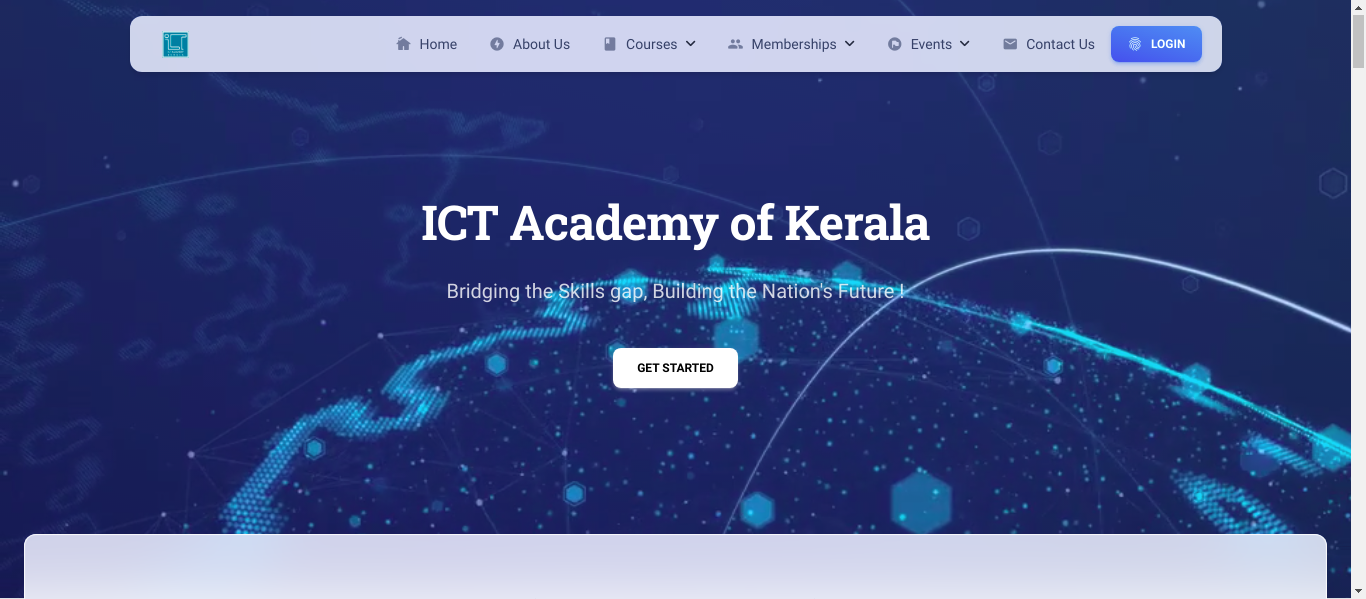 Home
About Us
Courses
Memberships
Events
Contact Us
LOGIN
ICT Academy of Kerala
Bridging the Skills gap, Building the Nation's Future !
GET STARTED